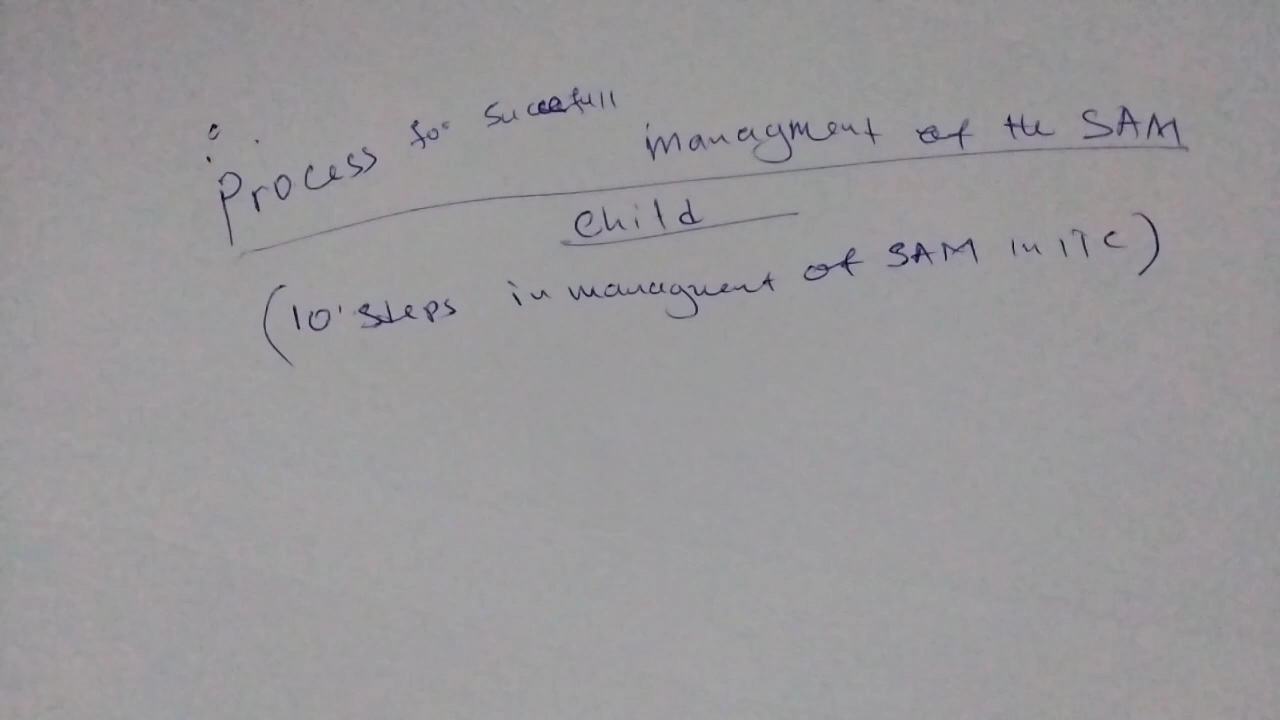 Process for Succefull managment of the SAM
Child
(10 steps in managment of SAM in ITC)